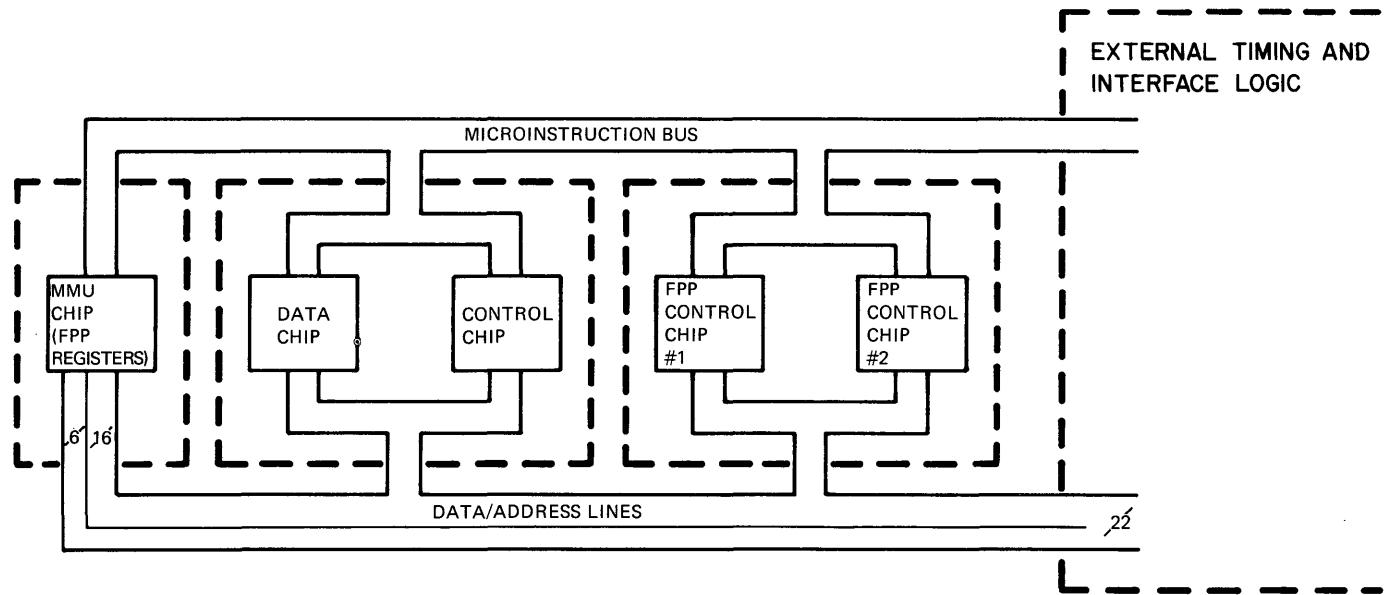 EXTERNAL TIMING AND
INTERFACE LOGIC
MICROINSTRUCTION BUS
MMU
CHIP
(FPP
REGISTERS)
DATA
CHIP
CONTROL
CHIP
FPP
CONTROL
CHIP
#1
FPP
CONTROL
CHIP
#2
6
16
DATA/ADDRESS LINES
22